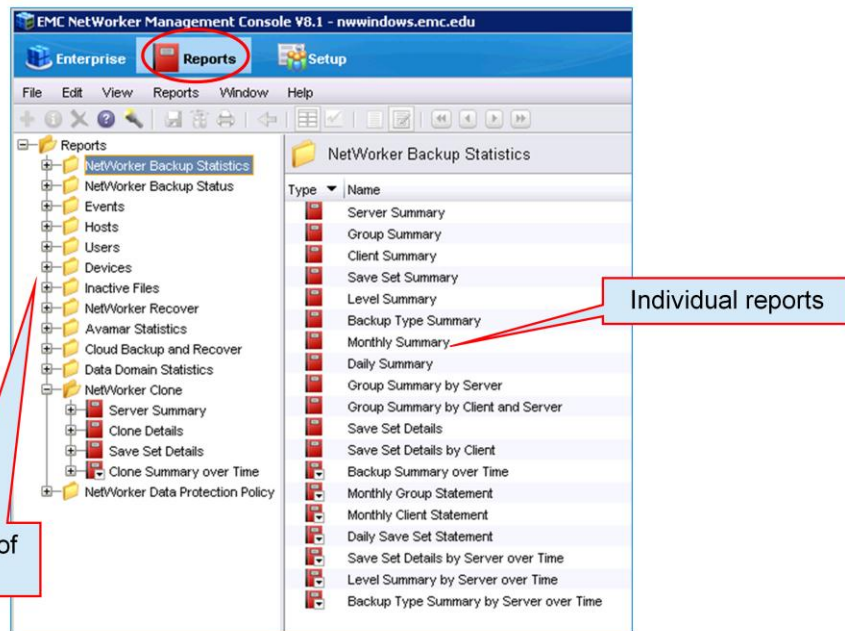 EMC NetWorker Management Console V8.1 - nwwindows.emc.edu
Enterprise Reports Setup
File Edit View Reports Window Help
Reports
NetWorker Backup Statistics
NetWorker Backup Status
Events
Hosts
Users
Devices
Inactive Files
NetWorker Recover
Avamar Statistics
Cloud Backup and Recover
Data Domain Statistics
NetWorker Clone
Server Summary
Clone Details
Save Set Details
Clone Summary over Time
NetWorker Data Protection Policy
of
NetWorker Backup Statistics
Type Name
Server Summary
Group Summary
Client Summary
Save Set Summary
Level Summary
Backup Type Summary
Monthly Summary
Daily Summary
Group Summary by Server
Group Summary by Client and Server
Save Set Details
Save Set Details by Client
Backup Summary over Time
Monthly Group Statement
Monthly Client Statement
Daily Save Set Statement
Save Set Details by Server over Time
Level Summary by Server over Time
Backup Type Summary by Server over Time
Individual reports